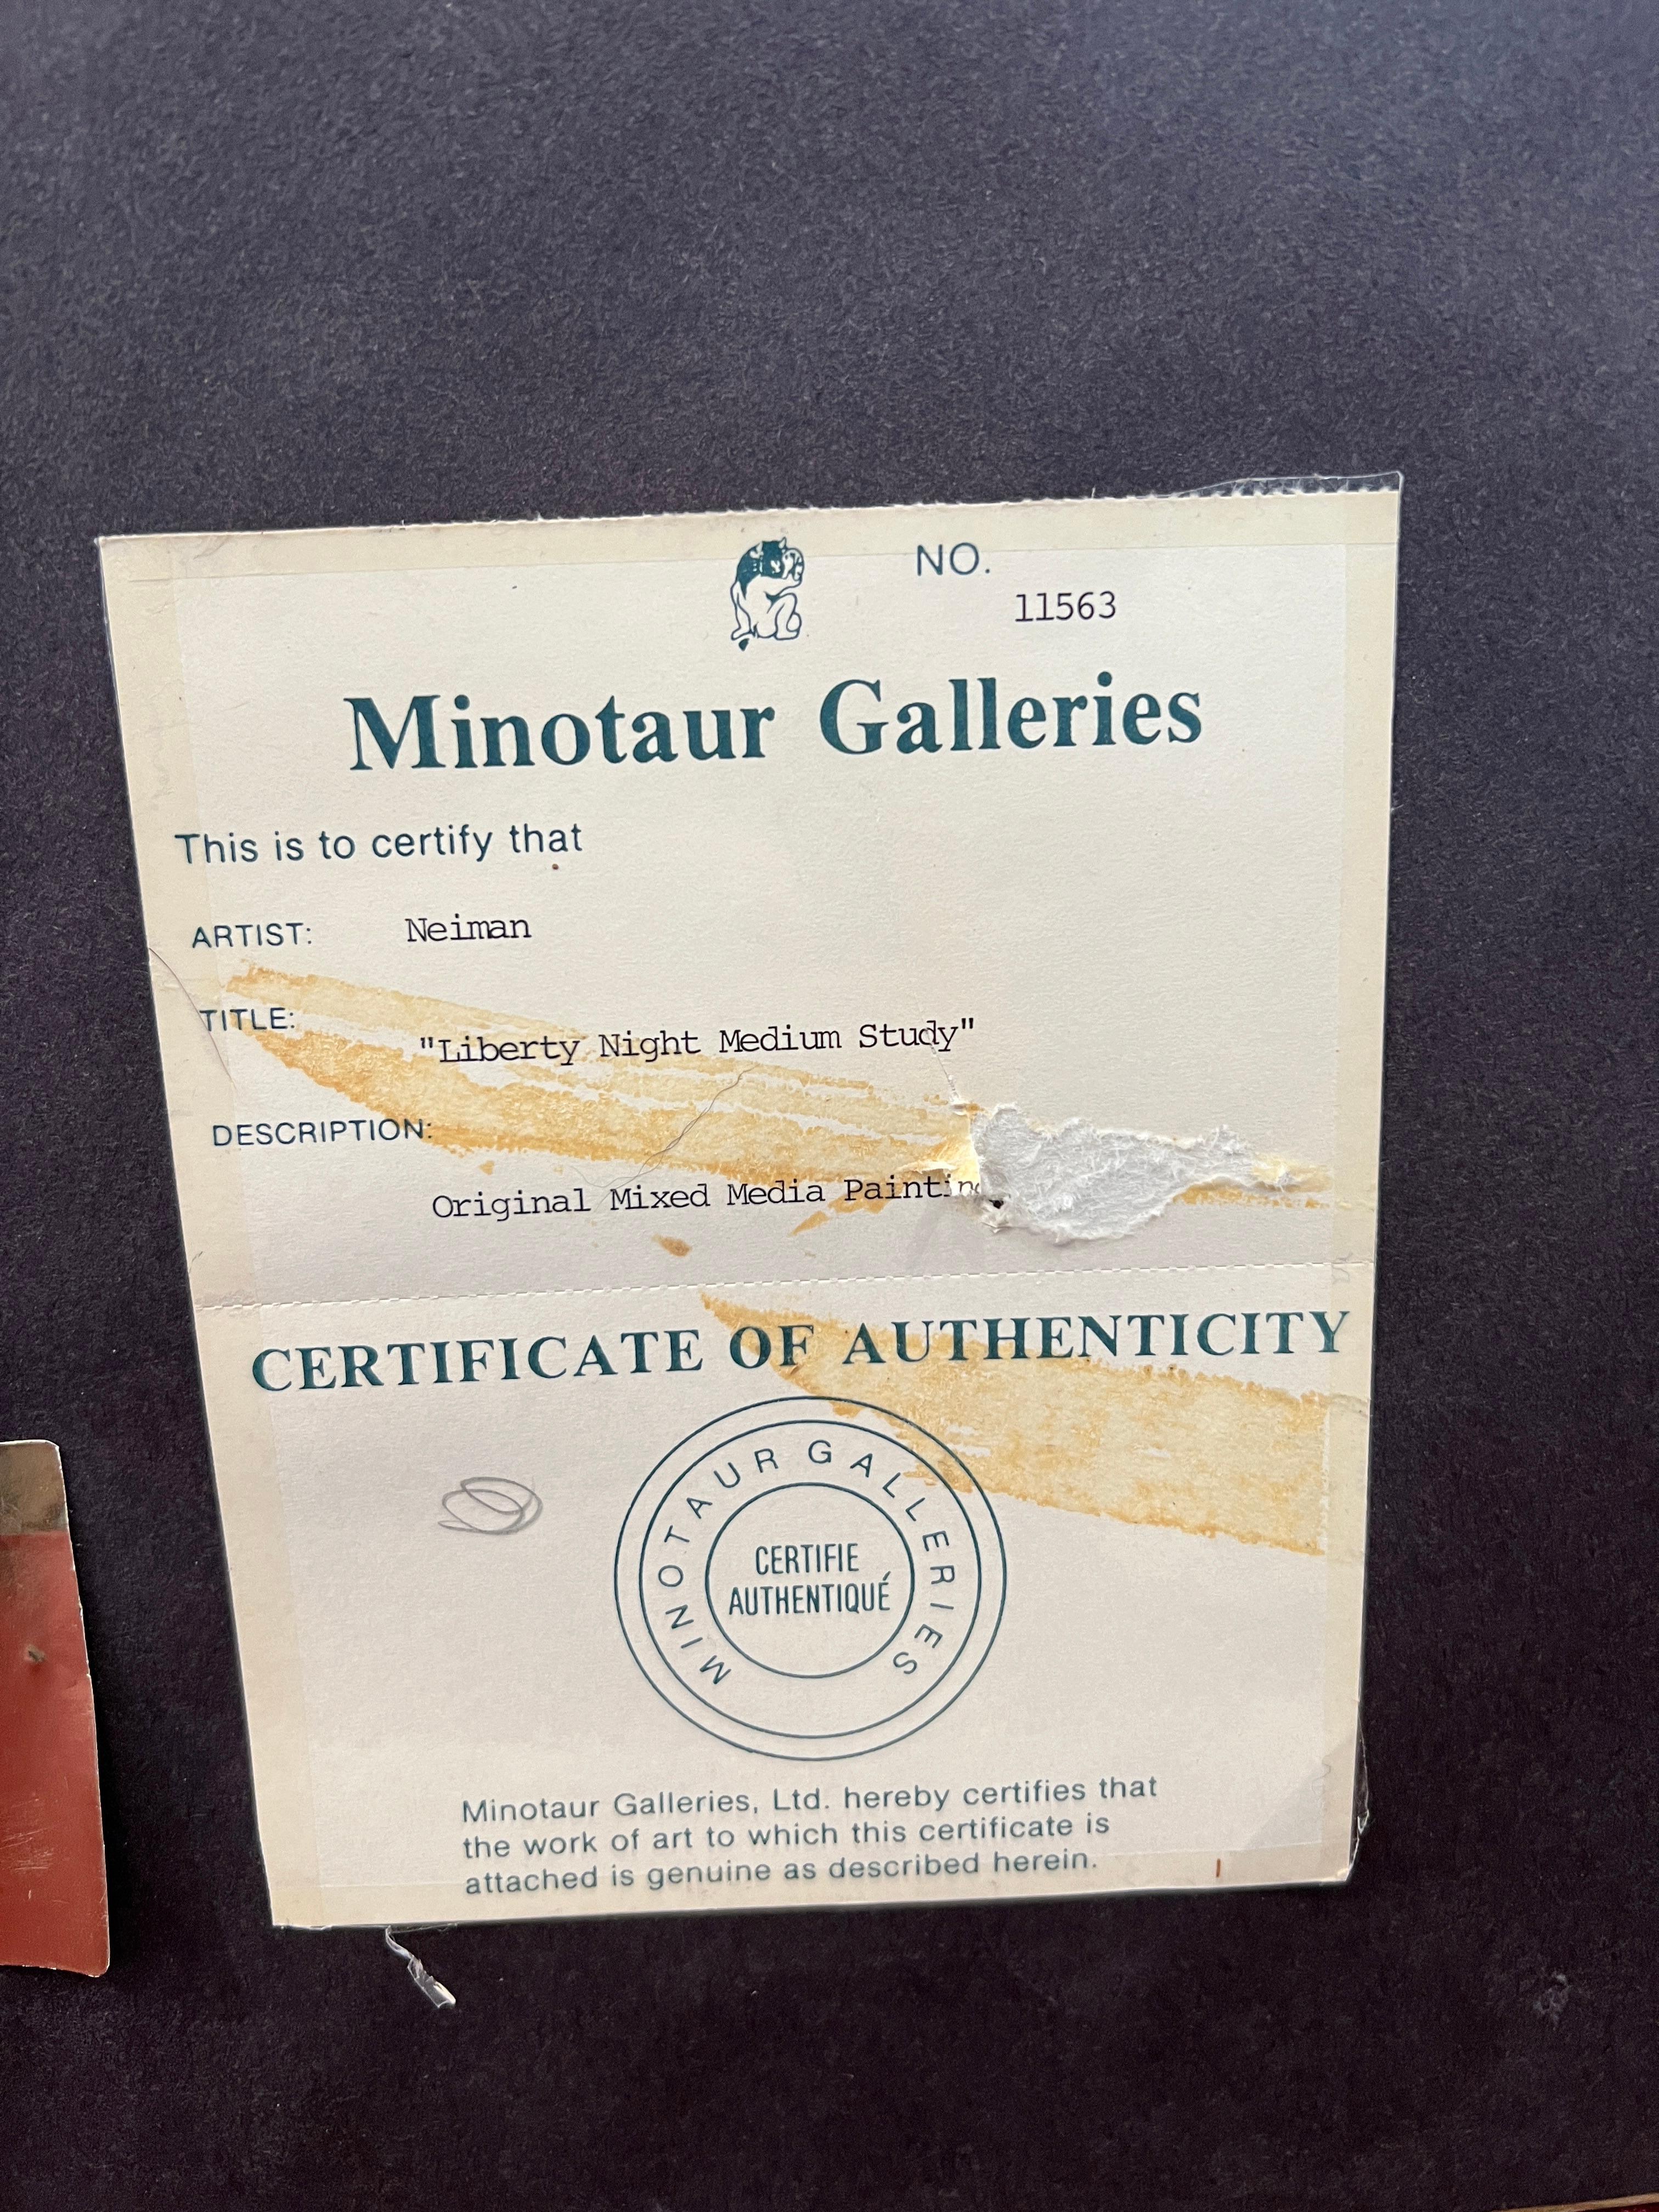 NO.
11563
Minotaur Galleries
This is to certify that
ARTIST: Neiman
TITLE:
"Liberty Night Medium Study"
DESCRIPTION:
Original Mixed Media Painting
CERTIFICATE OF AUTHENTICITY
MINOTAUR GALLERIES
CERTIFIE
AUTHENTIQUÉ
Minotaur Galleries, Ltd. hereby certifies that
the work of art to which this certificate is
attached is genuine as described herein.